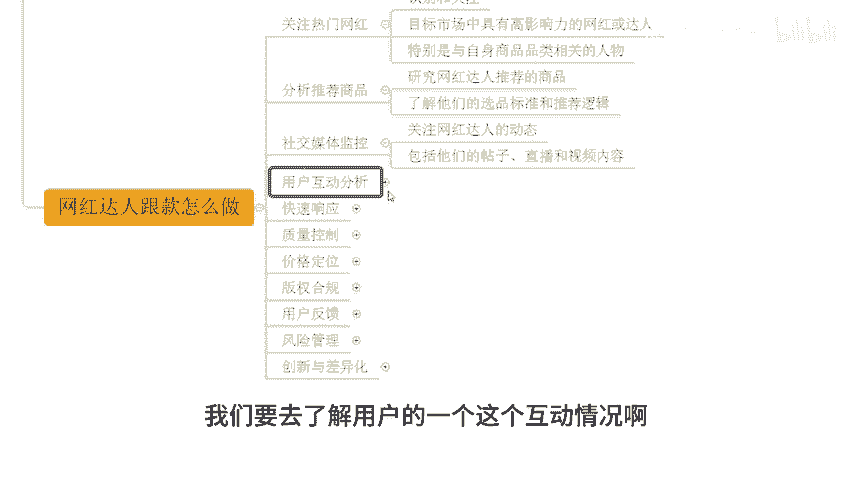 识别和关注
关注热门网红
目标市场中具有高影响力的网红或达人
特别是与自身商品品类相关的人物
分析推荐商品
研究网红达人推荐的商品
了解他们的选品标准和推荐逻辑
社交媒体监控
关注网红达人的动态
包括他们的帖子、直播和视频内容
用户互动分析
网红达人跟款怎么做
快速响应
质量控制
价格定位
版权合规
用户反馈
风险管理
创新与差异化
我们要去了解用户的一个这个互动情况啊
bilibili